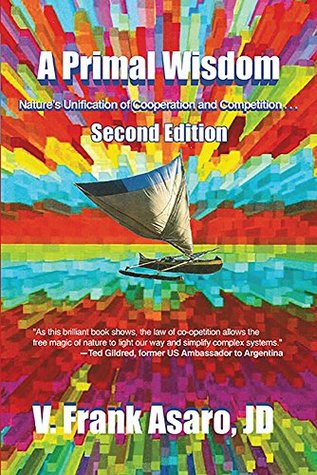 A Primal Wisdom
Nature's Unification of Cooperation and Competition . . .
Second Edition
"As this brilliant book shows, the law of co-opetition allows the
free magic of nature to light our way and simplify complex systems."
—Ted Gildred, former US Ambassador to Argentina
V. Frank Asaro, JD